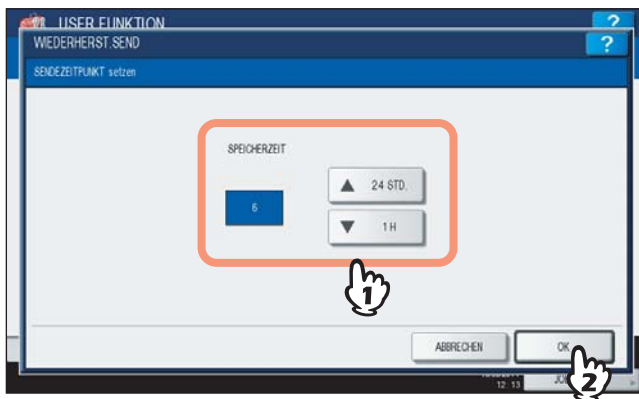 USER FUNKTION
?
WIEDERHERST.SEND
?
SENDEZEITPUNKT setzen
SPEICHERZEIT
6
▲ 24 STD.
▼ 1 H
1
ABBRECHEN
OK
2
12:13